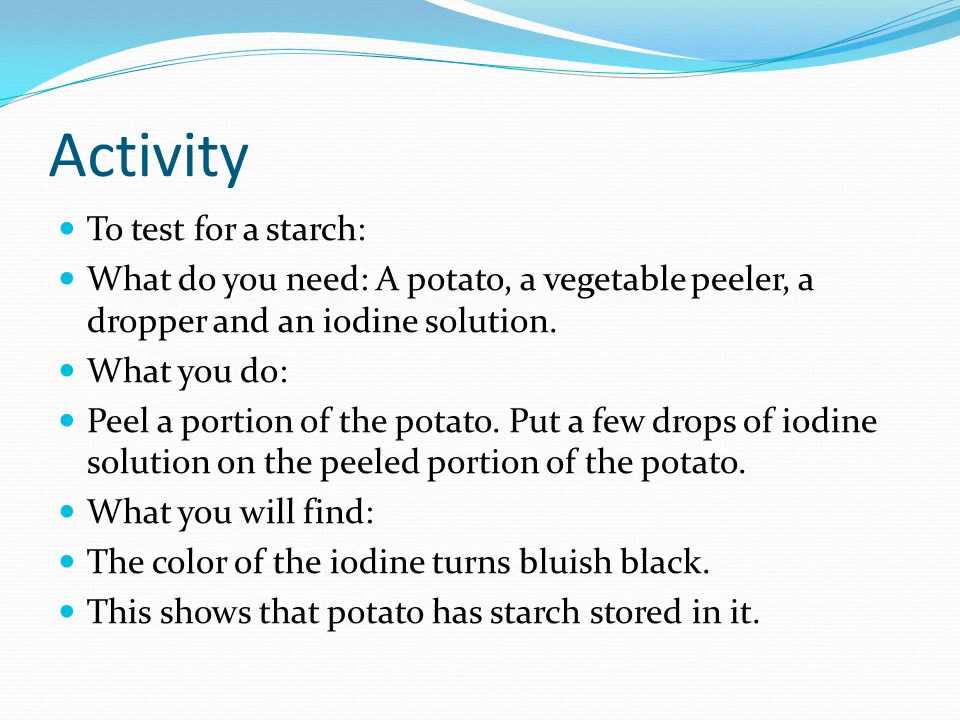 Activity
To test for a starch:
What do you need: A potato, a vegetable peeler, a
dropper and an iodine solution.
What you do:
Peel a portion of the potato. Put a few drops of iodine
solution on the peeled portion of the potato.
What you will find:
The color of the iodine turns bluish black.
This shows that potato has starch stored in it.